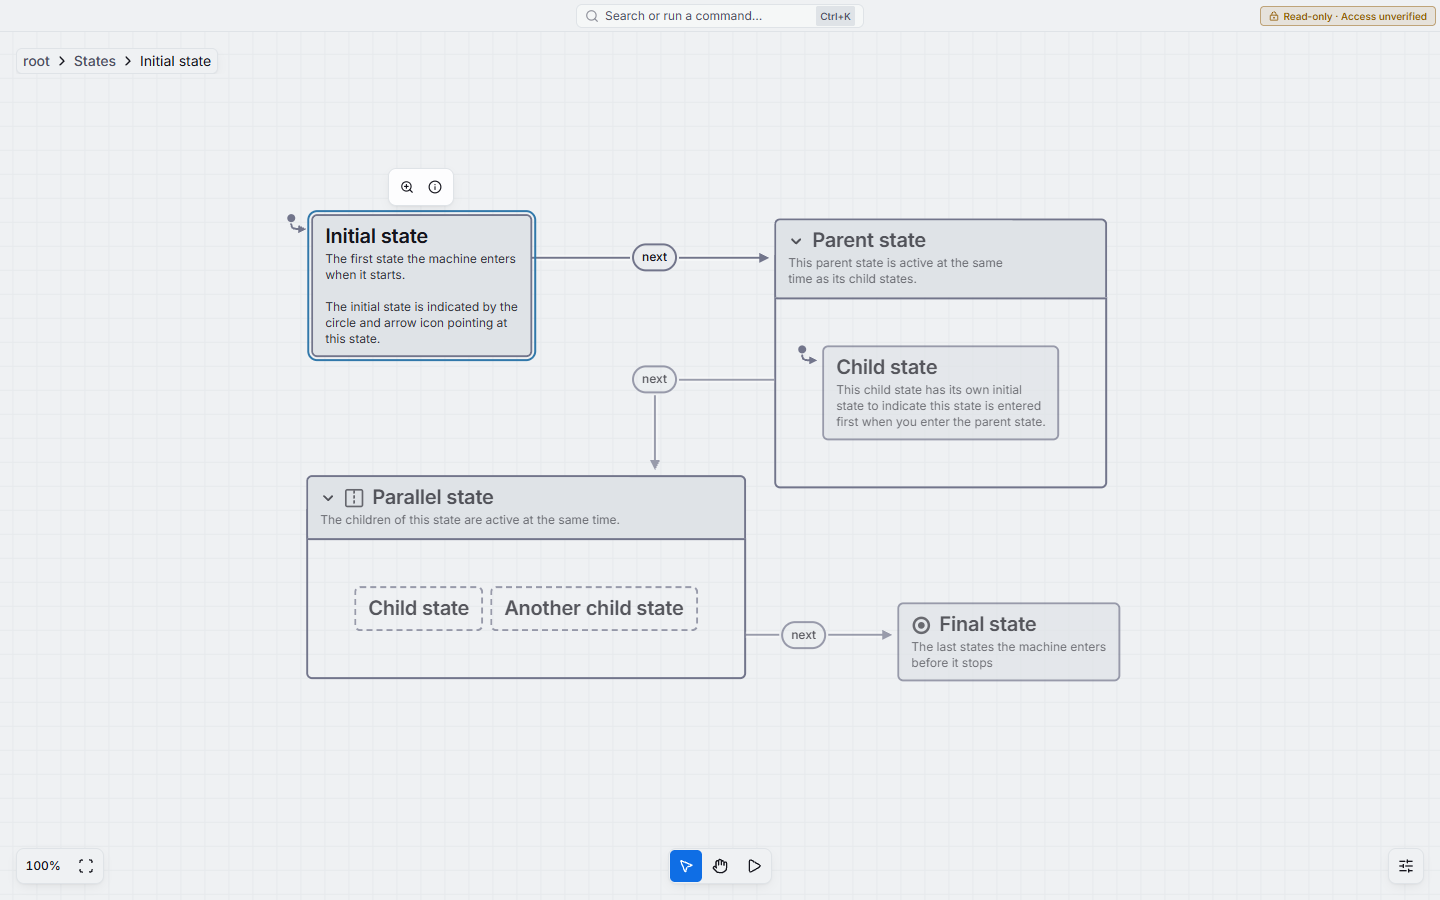 Search or run a command...
Ctrl+K
Read-only · Access unverified
root
States
Initial state
Initial state
The first state the machine enters
when it starts.
The initial state is indicated by the
circle and arrow icon pointing at
this state.
next
Parent state
This parent state is active at the same
time as its child states.
Child state
This child state has its own initial
state to indicate this state is entered
first when you enter the parent state.
next
Parallel state
The children of this state are active at the same time.
Child state
Another child state
next
Final state
The last states the machine enters
before it stops
100%